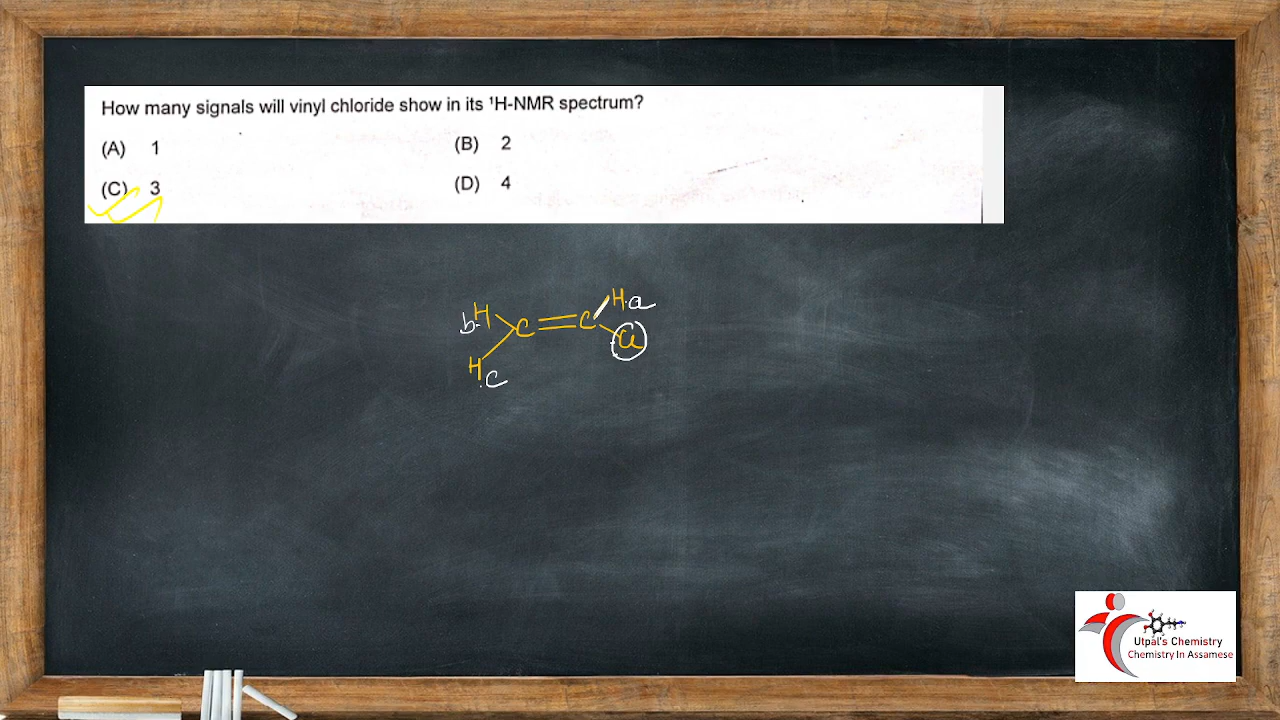 How many signals will vinyl chloride show in its ¹H-NMR spectrum?
(A) 1 (B) 2
(C) 3 (D) 4
H a
b H C = C
Cl
H c
Utpal's Chemistry
Chemistry In Assamese